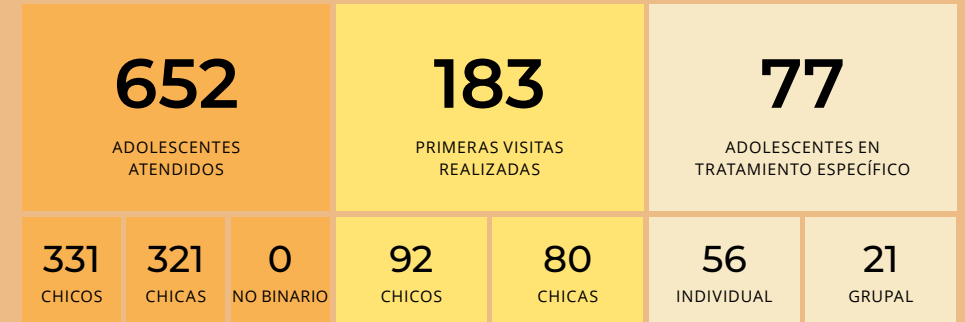 652
ADOLESCENTES
ATENDIDOS
183
PRIMERAS VISITAS
REALIZADAS
77
ADOLESCENTES EN
TRATAMIENTO ESPECÍFICO
331
CHICOS
321
CHICAS
0
NO BINARIO
92
CHICOS
80
CHICAS
56
INDIVIDUAL
21
GRUPAL